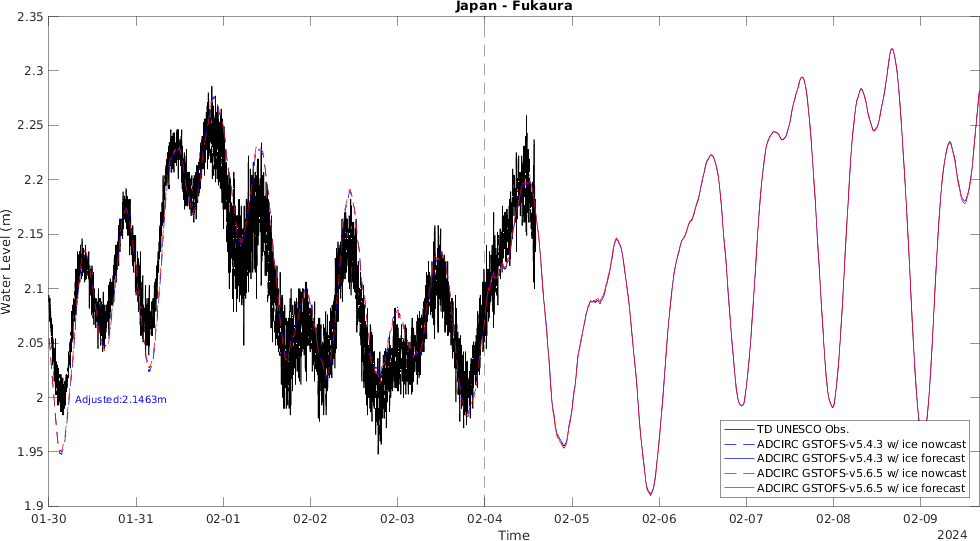 Japan - Fukaura
2.35
2.3
2.25
2.2
2.15
2.1
2.05
2
1.95
1.9
Water Level (m)
Adjusted:2.1463m
TD UNESCO Obs.
ADCIRC GSTOFS-v5.4.3 w/ ice nowcast
ADCIRC GSTOFS-v5.4.3 w/ ice forecast
ADCIRC GSTOFS-v5.6.5 w/ ice nowcast
ADCIRC GSTOFS-v5.6.5 w/ ice forecast
01-30 01-31 02-01 02-02 02-03 02-04 02-05 02-06 02-07 02-08 02-09
Time
2024